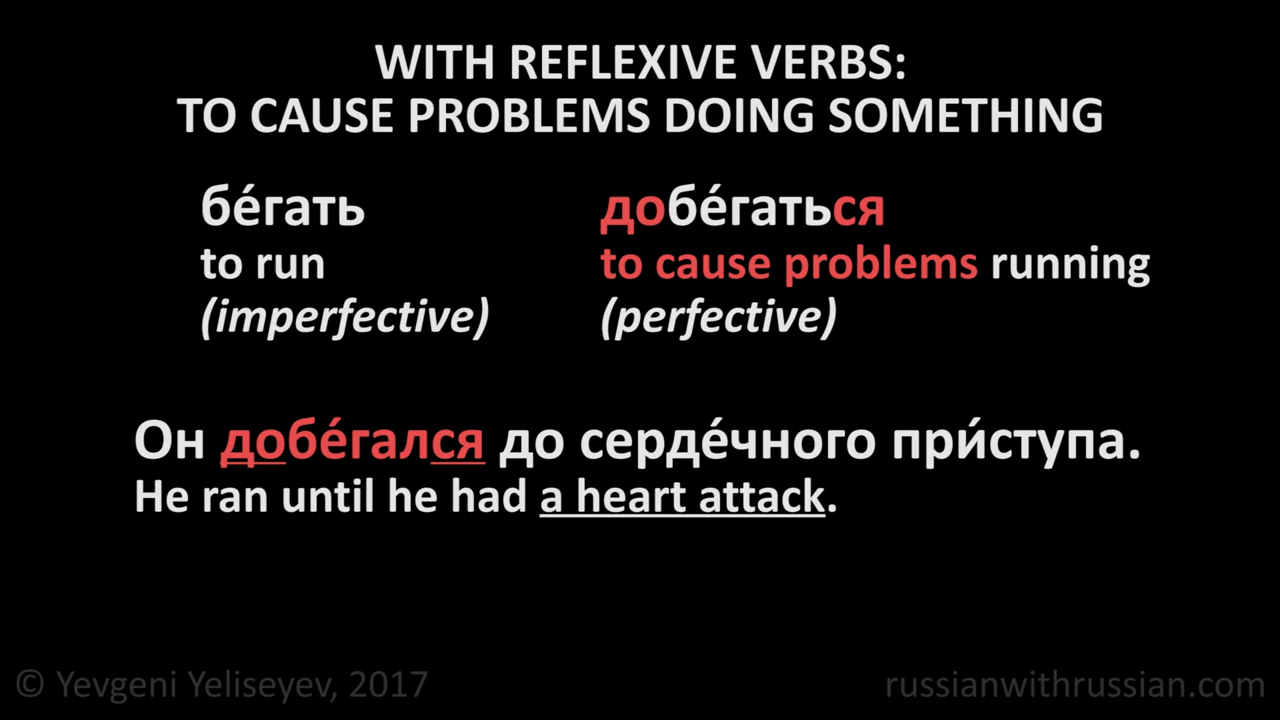 WITH REFLEXIVE VERBS:
TO CAUSE PROBLEMS DOING SOMETHING
бе́гать
добе́гаться
to run
to cause problems running
(imperfective)
(perfective)
Он добе́гался до серде́чного при́ступа.
He ran until he had a heart attack.
© Yevgeni Yeliseyev, 2017
russianwithrussian.com